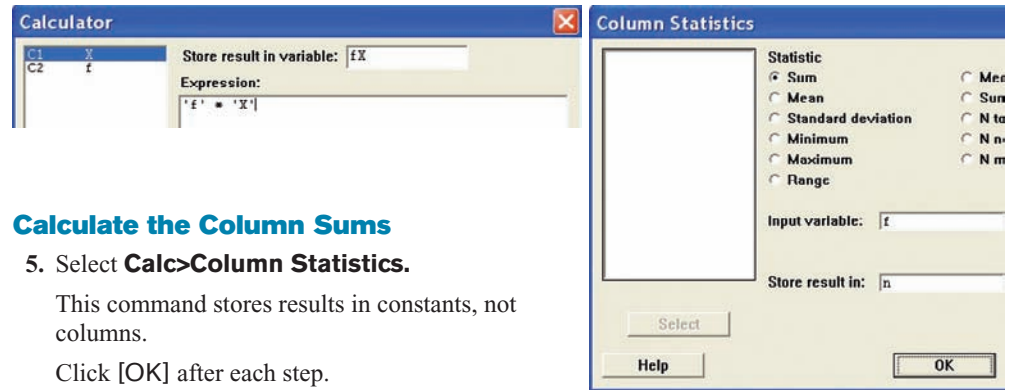 Calculator
C1 X
C2 f
Store result in variable: fX
Expression:
'f' * 'X'
Calculate the Column Sums
5. Select Calc>Column Statistics.
This command stores results in constants, not
columns.
Click [OK] after each step.
Column Statistics
Statistic
Sum
Mean
Standard deviation
Minimum
Maximum
Range
Input variable: f
Store result in: n
Select
Help
OK